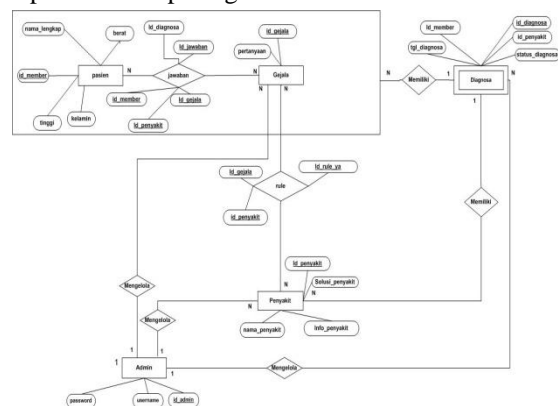 nama_lengkap
berat
Id_diagnosa
Id_jawaban
id_gejala
pertanyaan
id_member
pasien
N
jawaban
N
Gejala
N
N
tinggi
kelamin
id_member
Id_gejala
Id_penyakit
N
Memiliki
1
Id_member
id_diagnosa
id_penyakit
tgl_diagnosa
status_diagnosa
Diagnosa
N
1
Id_gejala
Id_rule_ya
rule
id_penyakit
Memiliki
Mengelola
Id_penyakit
Solusi_penyakit
N
N
Penyakit
N
nama_penyakit
Info_penyakit
Mengelola
1
1
1
Admin
1
Mengelola
password
username
id_admin